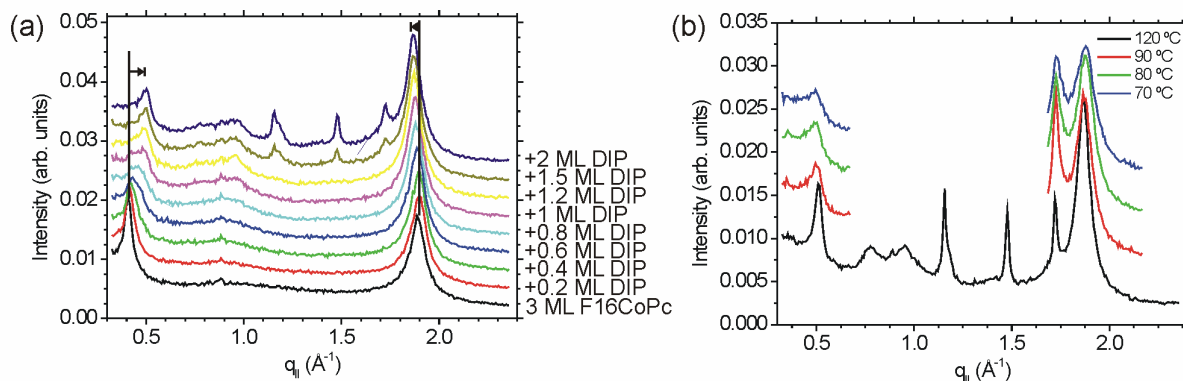 (a)
0.05
0.04
0.03
0.02
0.01
0.00
Intensity (arb. units)
0.5
1.0
1.5
2.0
q|| (Å-1)
+2 ML DIP
+1.5 ML DIP
+1.2 ML DIP
+1 ML DIP
+0.8 ML DIP
+0.6 ML DIP
+0.4 ML DIP
+0.2 ML DIP
3 ML F16CoPc
(b)
0.035
0.030
0.025
0.020
0.015
0.010
0.005
0.000
Intensity (arb. units)
0.5
1.0
1.5
2.0
q|| (Å-1)
120 ºC
90 ºC
80 ºC
70 ºC